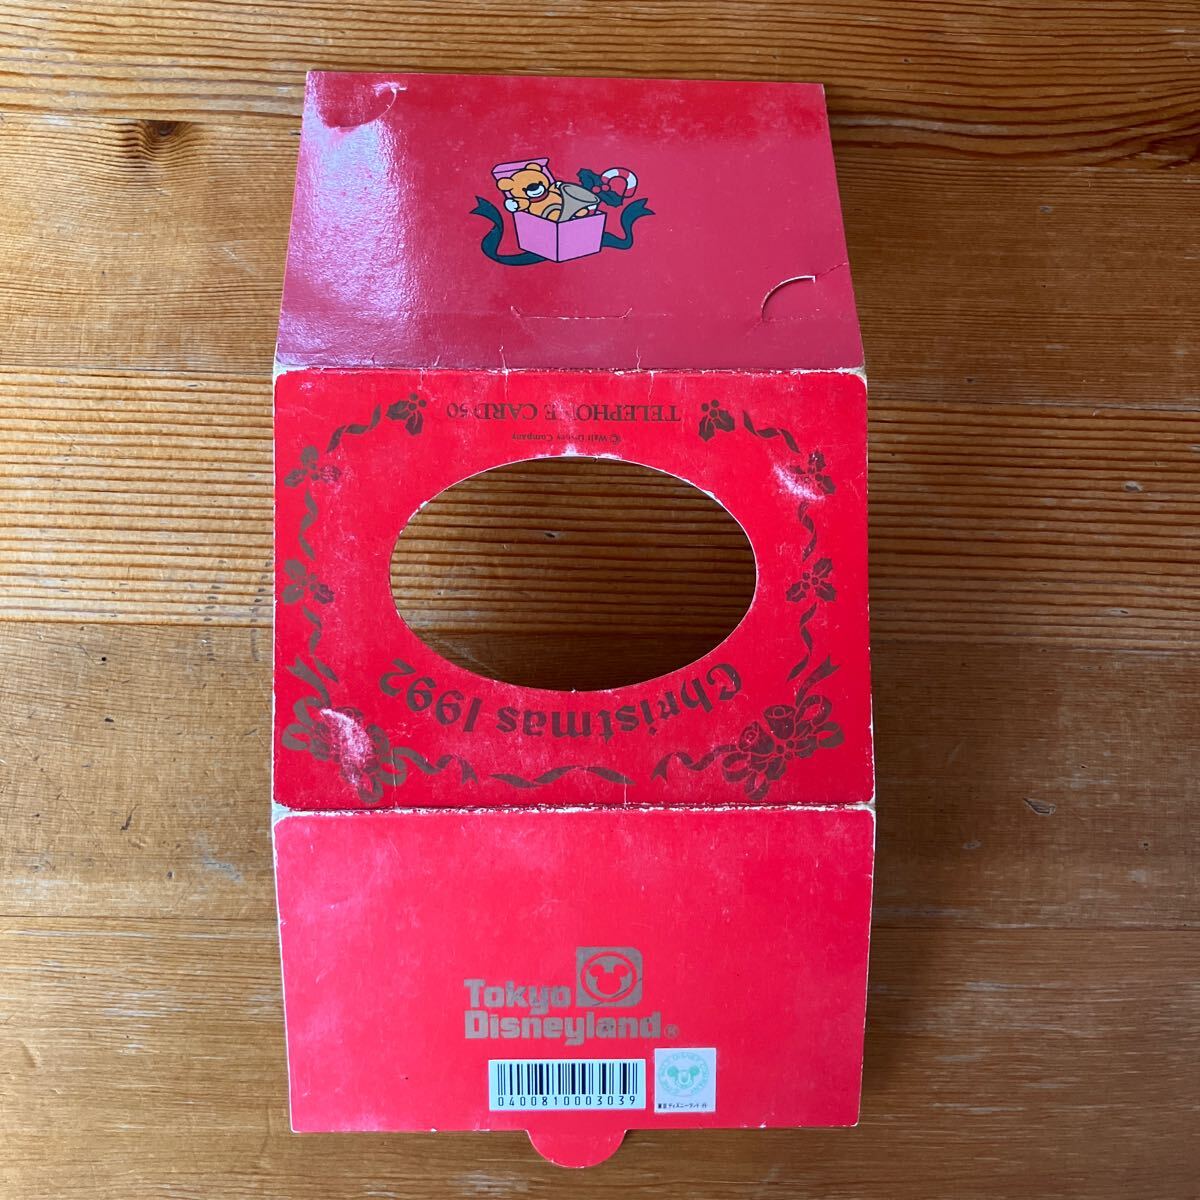 TELEPHONE CARD 50
© Walt Disney Company
Christmas 1992
Tokyo
Disneyland®
0400810003039
東京ディズニーランド